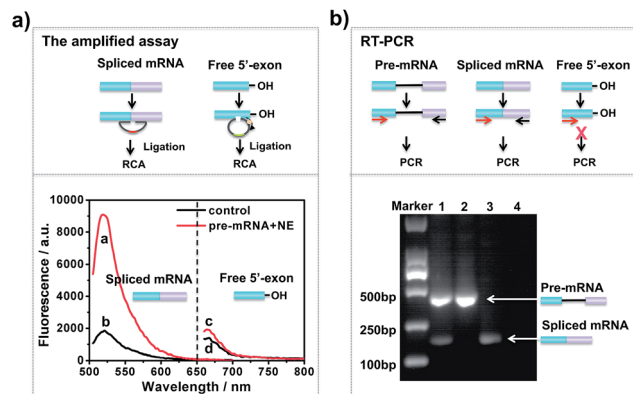 a)
The amplified assay
Spliced mRNA
Free 5'-exon
OH
OH
Ligation
Ligation
RCA
RCA
10000
8000
6000
4000
2000
0
Fluorescence / a.u.
control
pre-mRNA+NE
a
b
c
d
Spliced mRNA
Free 5'-exon
OH
500 550 600 650 700 800
Wavelength / nm
b)
RT-PCR
Pre-mRNA
Spliced mRNA
Free 5'-exon
OH
OH
X
PCR
PCR
PCR
Marker 1 2 3 4
500bp
250bp
100bp
Pre-mRNA
Spliced mRNA